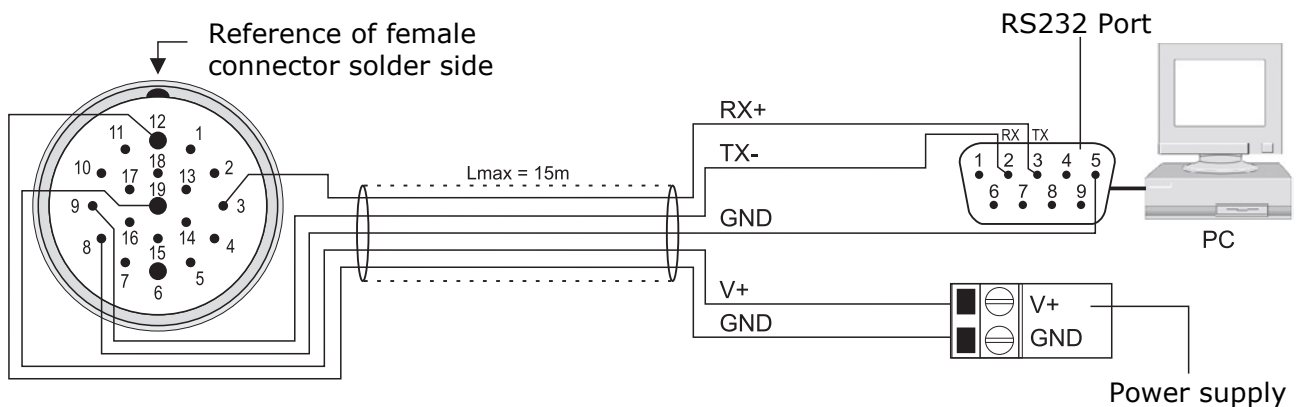 Reference of female
connector solder side
RS232 Port
12
11
1
10
18
2
17
13
19
9
3
16
14
8
15
4
7
5
6
Lmax = 15m
RX+
TX-
GND
V+
GND
RX TX
1 2 3 4 5
6 7 8 9
PC
V+
GND
Power supply